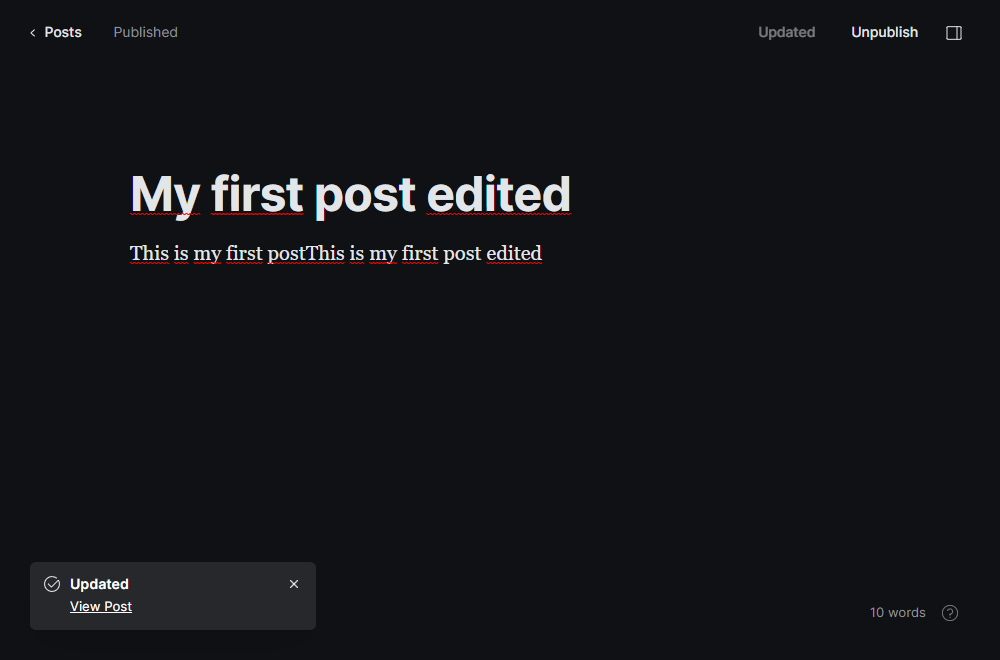 Posts
Published
Updated
Unpublish
My first post edited
This is my first postThis is my first post edited
Updated
View Post
10 words
?